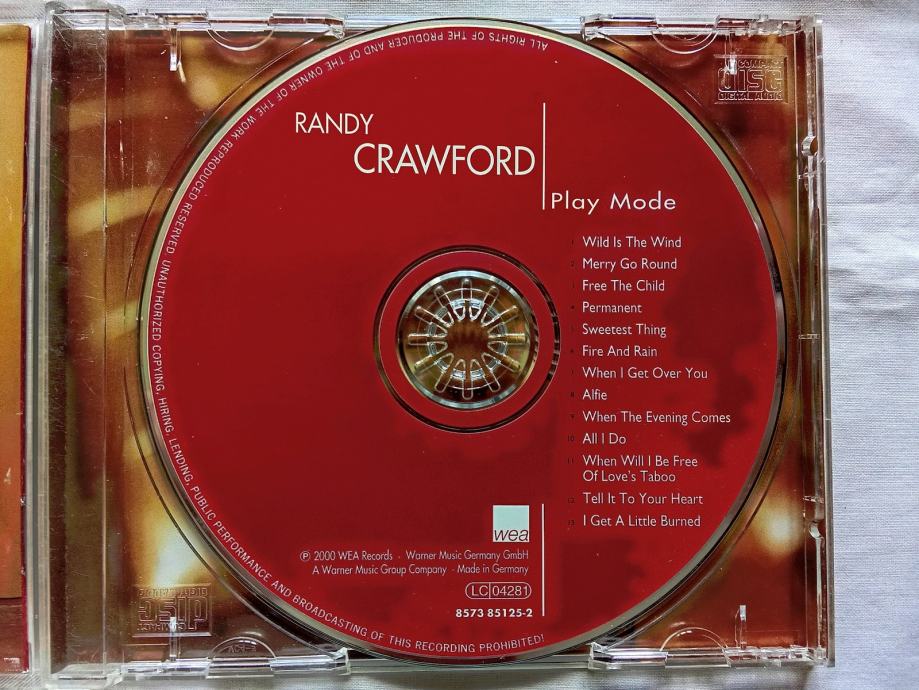 RANDY
CRAWFORD
Play Mode
1 Wild Is The Wind
2 Merry Go Round
3 Free The Child
4 Permanent
5 Sweetest Thing
6 Fire And Rain
7 When I Get Over You
8 Alfie
9 When The Evening Comes
10 All I Do
11 When Will I Be Free
Of Love's Taboo
12 Tell It To Your Heart
13 I Get A Little Burned
wea
℗ 2000 WEA Records · Warner Music Germany GmbH
A Warner Music Group Company · Made in Germany
LC 04281
8573 85125-2
ALL RIGHTS OF THE PRODUCER AND OF THE OWNER OF THE WORK REPRODUCED RESERVED. UNAUTHORIZED COPYING, HIRING, LENDING, PUBLIC PERFORMANCE AND BROADCASTING OF THIS RECORDING PROHIBITED!
COMPACT
disc
DIGITAL AUDIO
COMPACT
disc
DIGITAL AUDIO